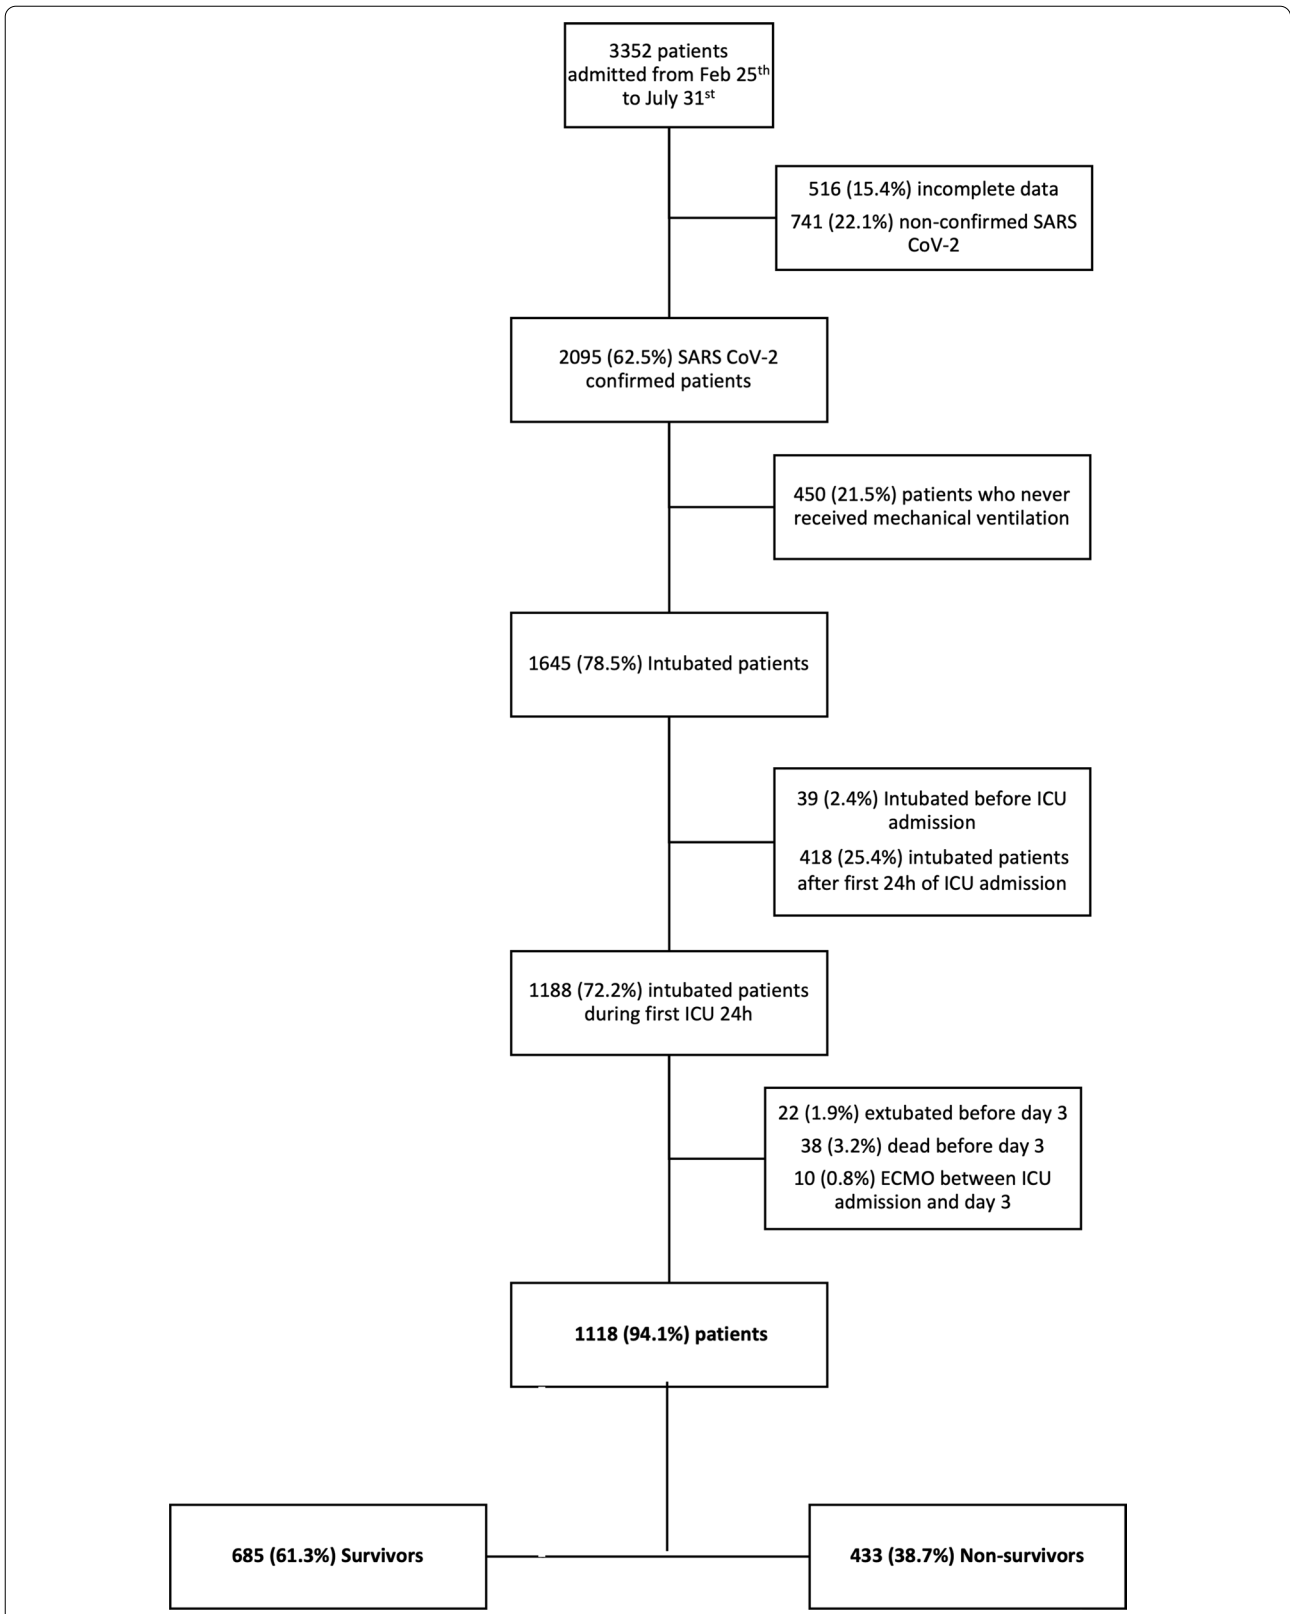 3352 patients
admitted from Feb 25th
to July 31st
516 (15.4%) incomplete data
741 (22.1%) non-confirmed SARS
CoV-2
2095 (62.5%) SARS CoV-2
confirmed patients
450 (21.5%) patients who never
received mechanical ventilation
1645 (78.5%) Intubated patients
39 (2.4%) Intubated before ICU
admission
418 (25.4%) intubated patients
after first 24h of ICU admission
1188 (72.2%) intubated patients
during first ICU 24h
22 (1.9%) extubated before day 3
38 (3.2%) dead before day 3
10 (0.8%) ECMO between ICU
admission and day 3
1118 (94.1%) patients
685 (61.3%) Survivors
433 (38.7%) Non-survivors